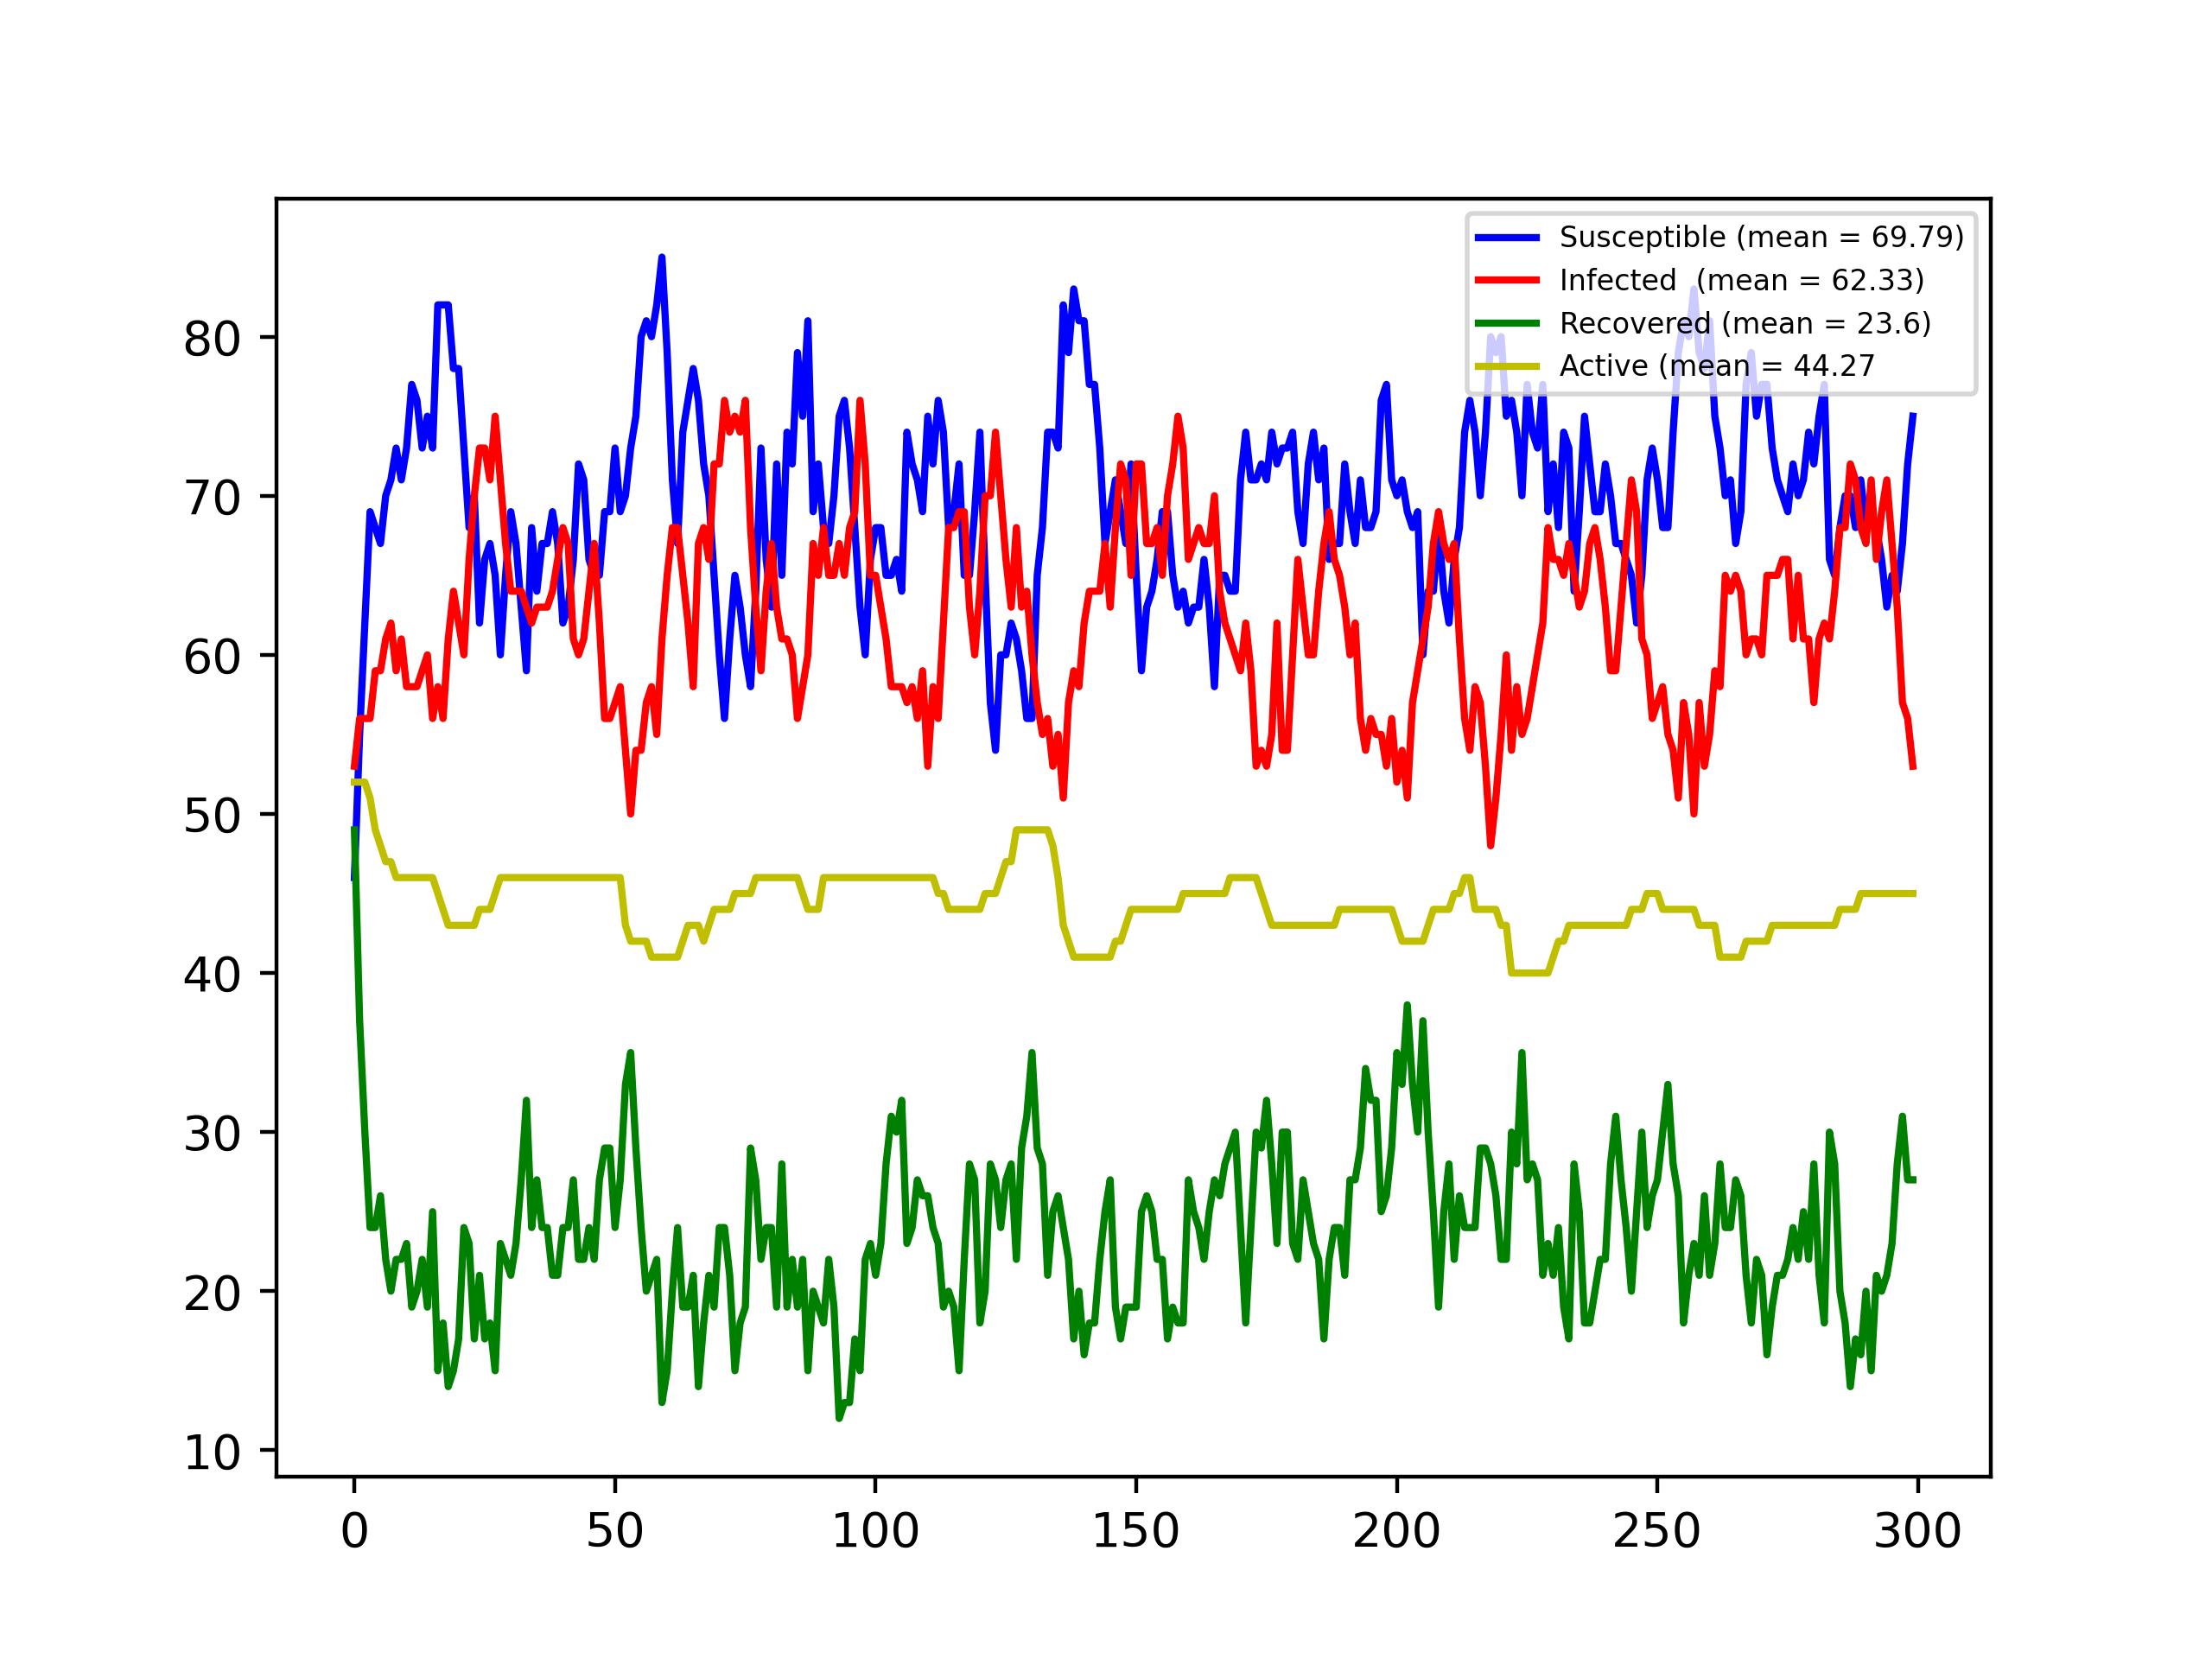 Susceptible (mean = 69.79)
Infected  (mean = 62.33)
Recovered (mean = 23.6)
Active (mean = 44.27
80
70
60
50
40
30
20
10
0 50 100 150 200 250 300